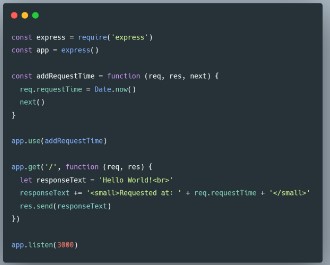 const express = require('express')
const app = express()

const addRequestTime = function (req, res, next) {
  req.requestTime = Date.now()
  next()
}

app.use(addRequestTime)

app.get('/', function (req, res) {
  let responseText = 'Hello World!<br>'
  responseText += '<small>Requested at: ' + req.requestTime + '</small>'
  res.send(responseText)
})

app.listen(3000)